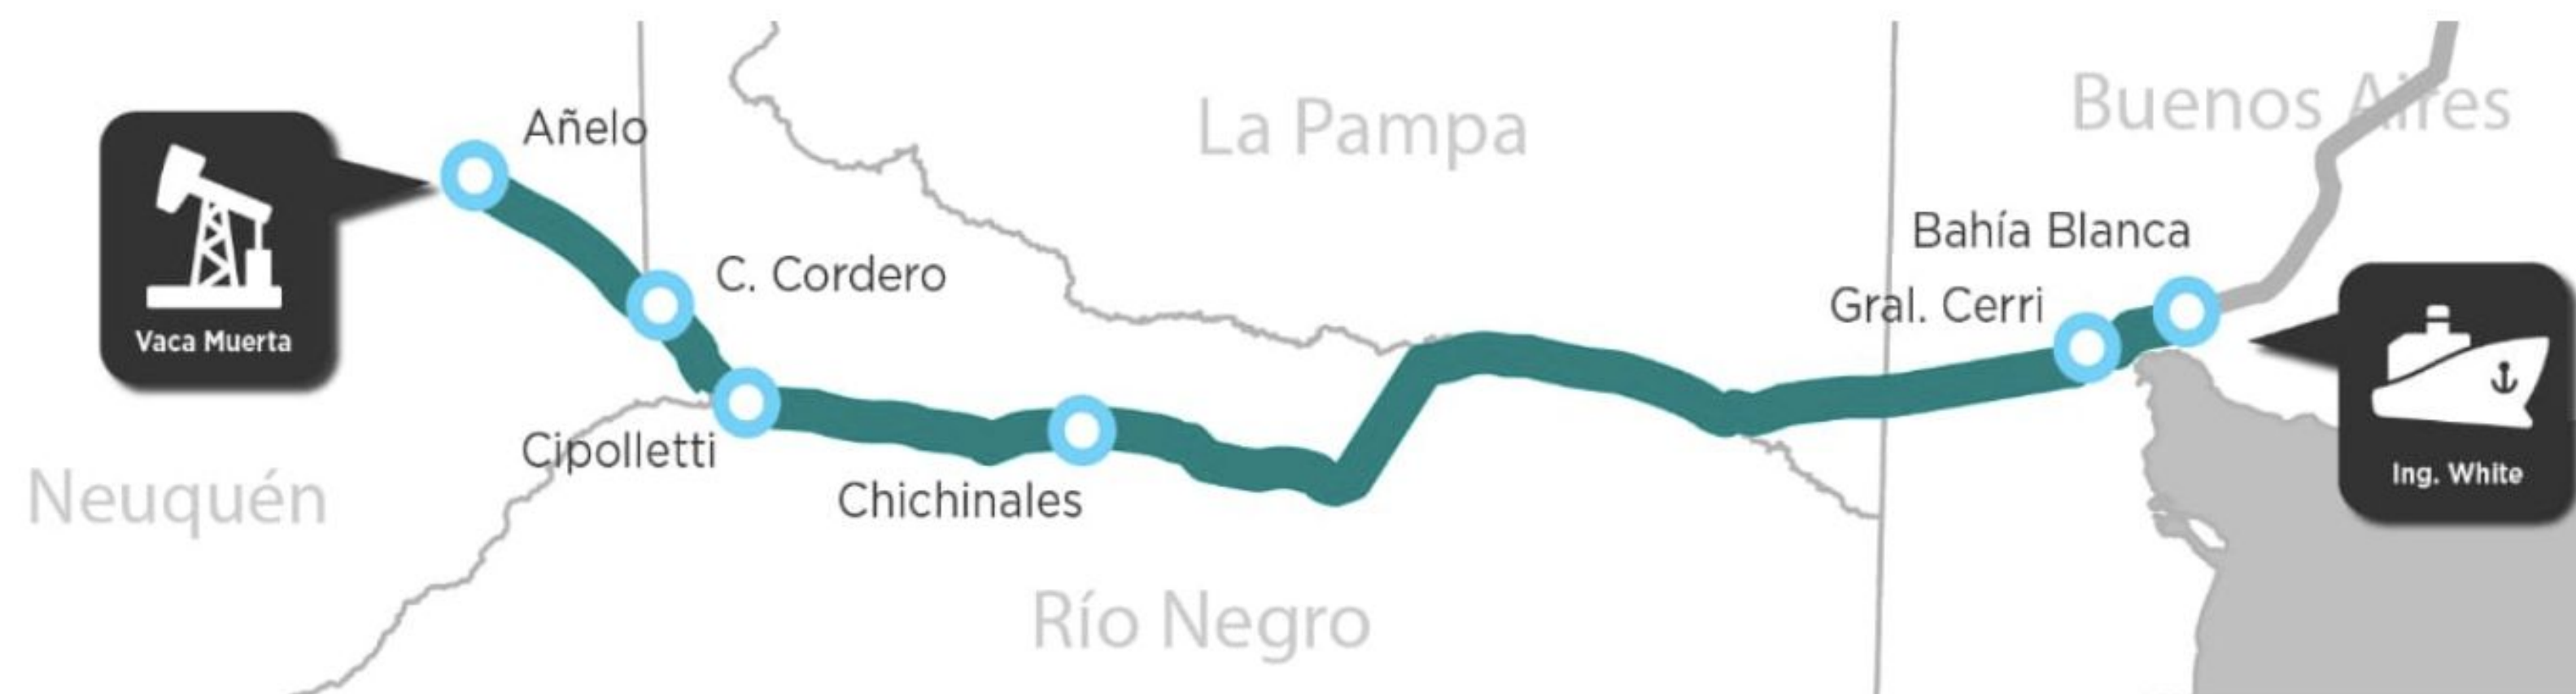 La Pampa
Buenos Aires
Añelo
Bahía Blanca
C. Cordero
Gral. Cerri
Vaca Muerta
Cipolletti
Ing. White
Neuquén
Chichinales
Río Negro